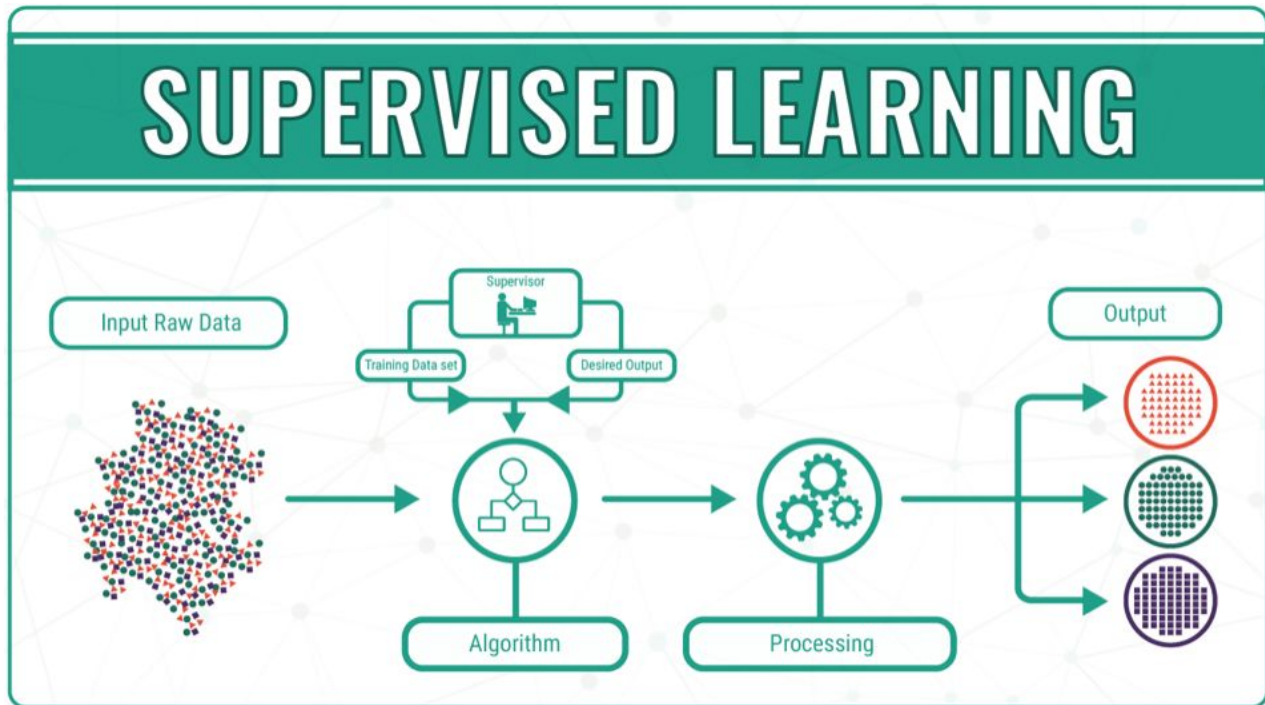 SUPERVISED LEARNING
Input Raw Data
Supervisor
Training Data set
Desired Output
Algorithm
Processing
Output